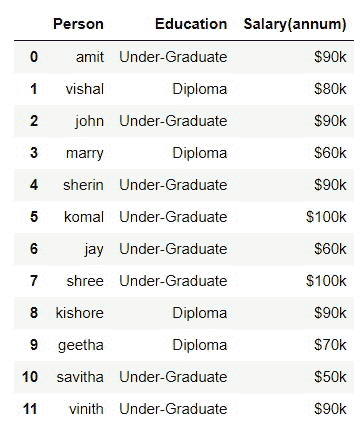 Person Education Salary(annum)
0 amit Under-Graduate $90k
1 vishal Diploma $80k
2 john Under-Graduate $90k
3 marry Diploma $60k
4 sherin Under-Graduate $90k
5 komal Under-Graduate $100k
6 jay Under-Graduate $60k
7 shree Under-Graduate $100k
8 kishore Diploma $90k
9 geetha Diploma $70k
10 savitha Under-Graduate $50k
11 vinith Under-Graduate $90k